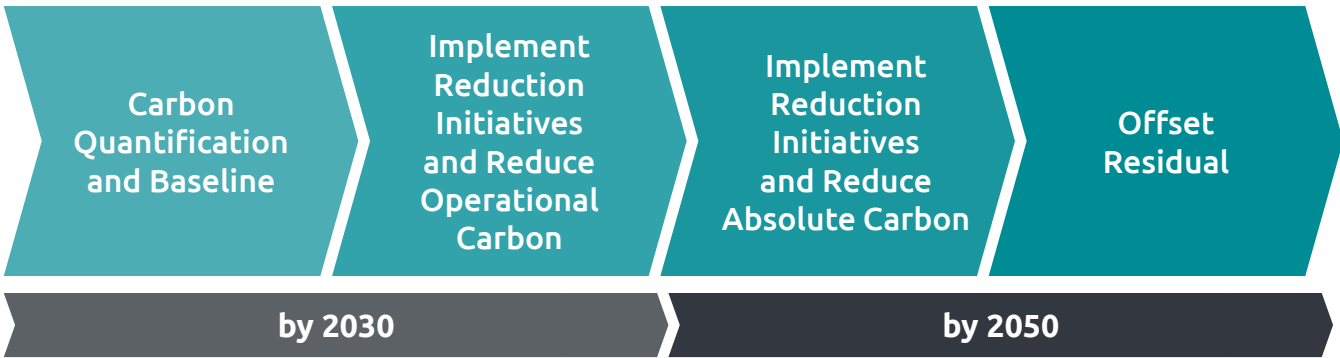 Carbon
Quantification
and Baseline
Implement
Reduction
Initiatives
and Reduce
Operational
Carbon
Implement
Reduction
Initiatives
and Reduce
Absolute Carbon
Offset
Residual
by 2030
by 2050